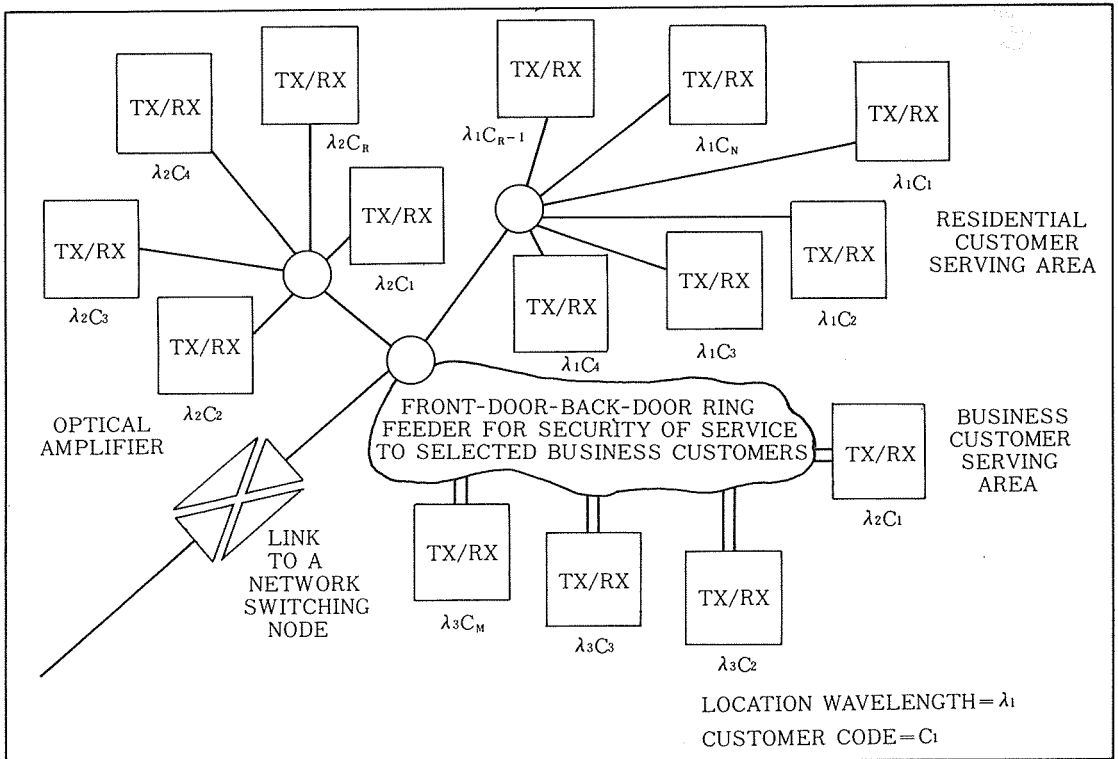 TX/RX
λ₂C₄
TX/RX
λ₂C_R
TX/RX
λ₁C_{R-1}
TX/RX
λ₁C_N
TX/RX
λ₁C₁
TX/RX
λ₂C₃
TX/RX
λ₂C₁
TX/RX
λ₂C₂
TX/RX
λ₁C₄
TX/RX
λ₁C₃
TX/RX
λ₁C₂
RESIDENTIAL
CUSTOMER
SERVING AREA
OPTICAL
AMPLIFIER
FRONT-DOOR-BACK-DOOR RING
FEEDER FOR SECURITY OF SERVICE
TO SELECTED BUSINESS CUSTOMERS
BUSINESS
CUSTOMER
SERVING
AREA
TX/RX
λ₂C₁
LINK
TO A
NETWORK
SWITCHING
NODE
TX/RX
λ₃C_M
TX/RX
λ₃C₃
TX/RX
λ₃C₂
LOCATION WAVELENGTH=λ₁
CUSTOMER CODE=C₁